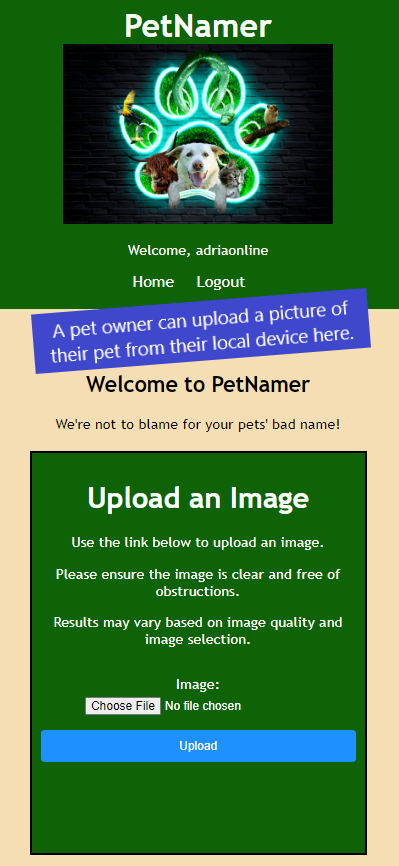 PetNamer
Welcome, adriaonline
Home Logout
A pet owner can upload a picture of
their pet from their local device here.
Welcome to PetNamer
We're not to blame for your pets' bad name!
Upload an Image
Use the link below to upload an image.
Please ensure the image is clear and free of
obstructions.
Results may vary based on image quality and
image selection.
Image:
Choose File No file chosen
Upload